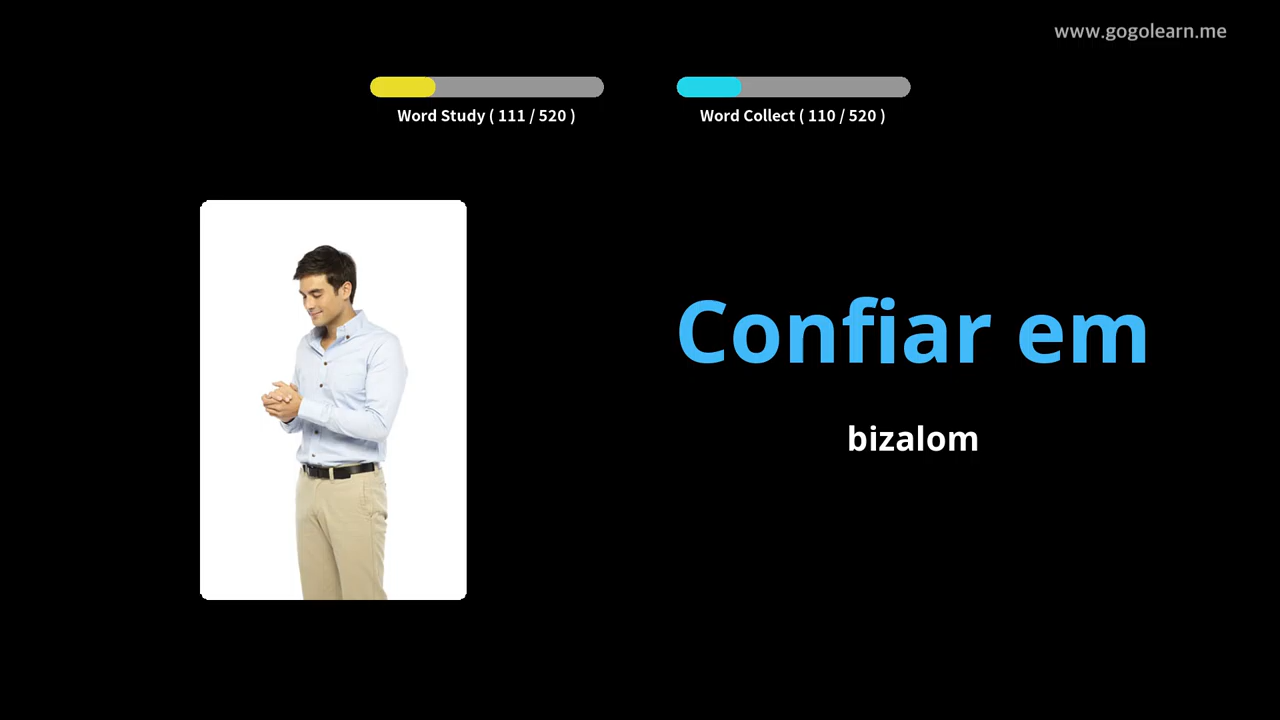 www.gogolearn.me
Word Study ( 111 / 520 )
Word Collect ( 110 / 520 )
Confiar em
bizalom